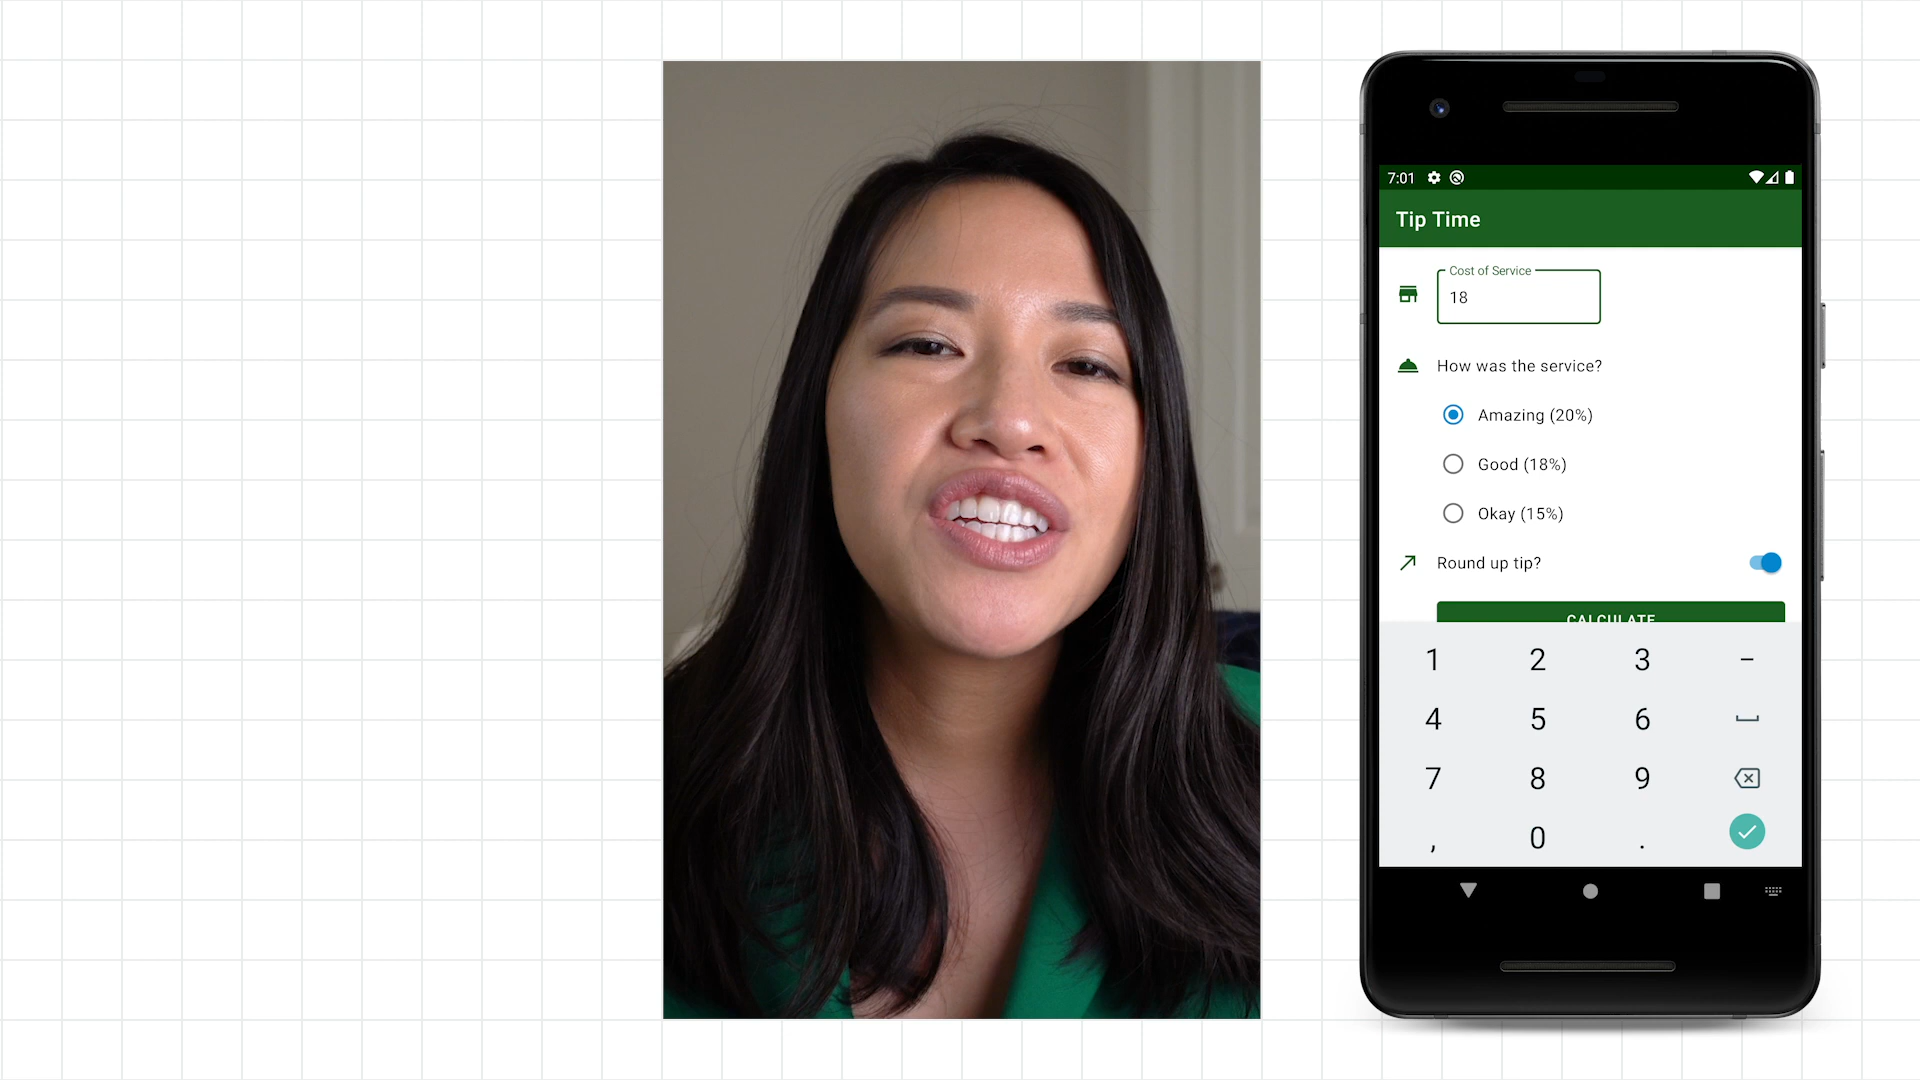 7:01
Tip Time
Cost of Service
18
How was the service?
Amazing (20%)
Good (18%)
Okay (15%)
Round up tip?
CALCULATE
1 2 3 –
4 5 6
7 8 9
, 0 .